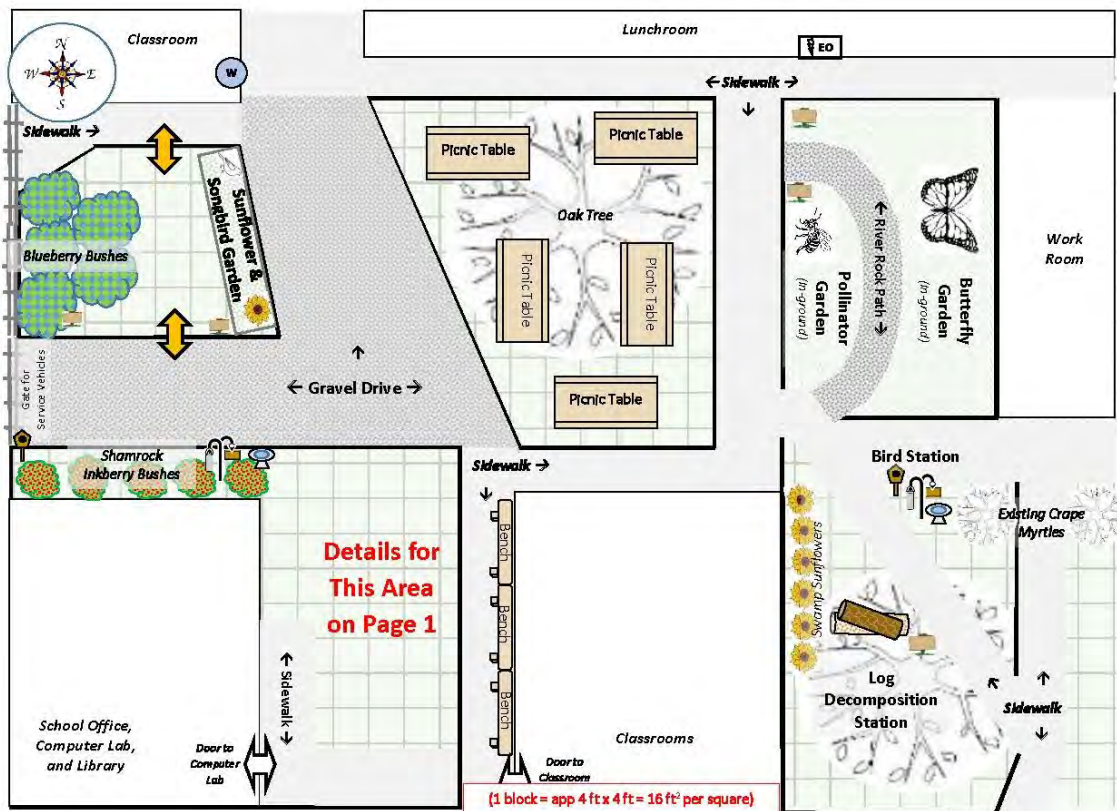 Classroom
N
W
E
S
W
Lunchroom
EO
Sidewalk
Sidewalk
Picnic Table
Picnic Table
Oak Tree
Picnic Table
Picnic Table
Picnic Table
Sunflower &
Songbird Garden
Blueberry Bushes
River Rock Path
Pollinator
Garden
(In-ground)
Butterfly
Garden
(In-ground)
Work
Room
Gate for
Service Vehicles
Gravel Drive
Shamrock
Inkberry Bushes
Sidewalk
Bird Station
Existing Crape
Myrtles
Bench
Bench
Bench
Details for
This Area
on Page 1
Swamp Sunflowers
Log
Decomposition
Station
Sidewalk
Sidewalk
School Office,
Computer Lab,
and Library
Door to
Computer
Lab
Classrooms
Door to
Classroom
(1 block = app 4 ft x 4 ft = 16 ft² per square)